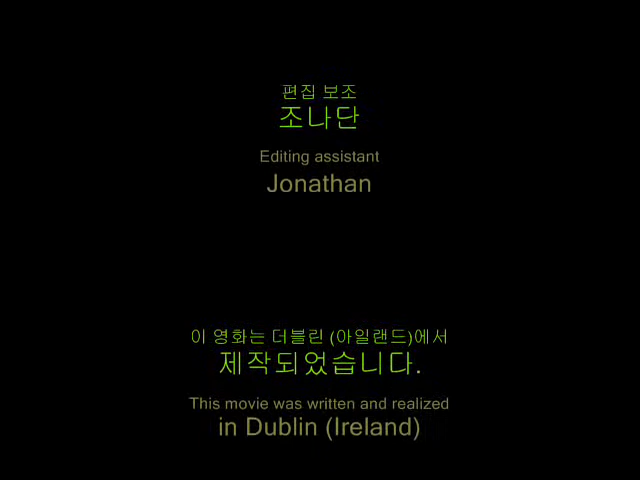 편집 보조
조나단
Editing assistant
Jonathan
이 영화는 더블린 (아일랜드)에서
제작되었습니다.
This movie was written and realized
in Dublin (Ireland)